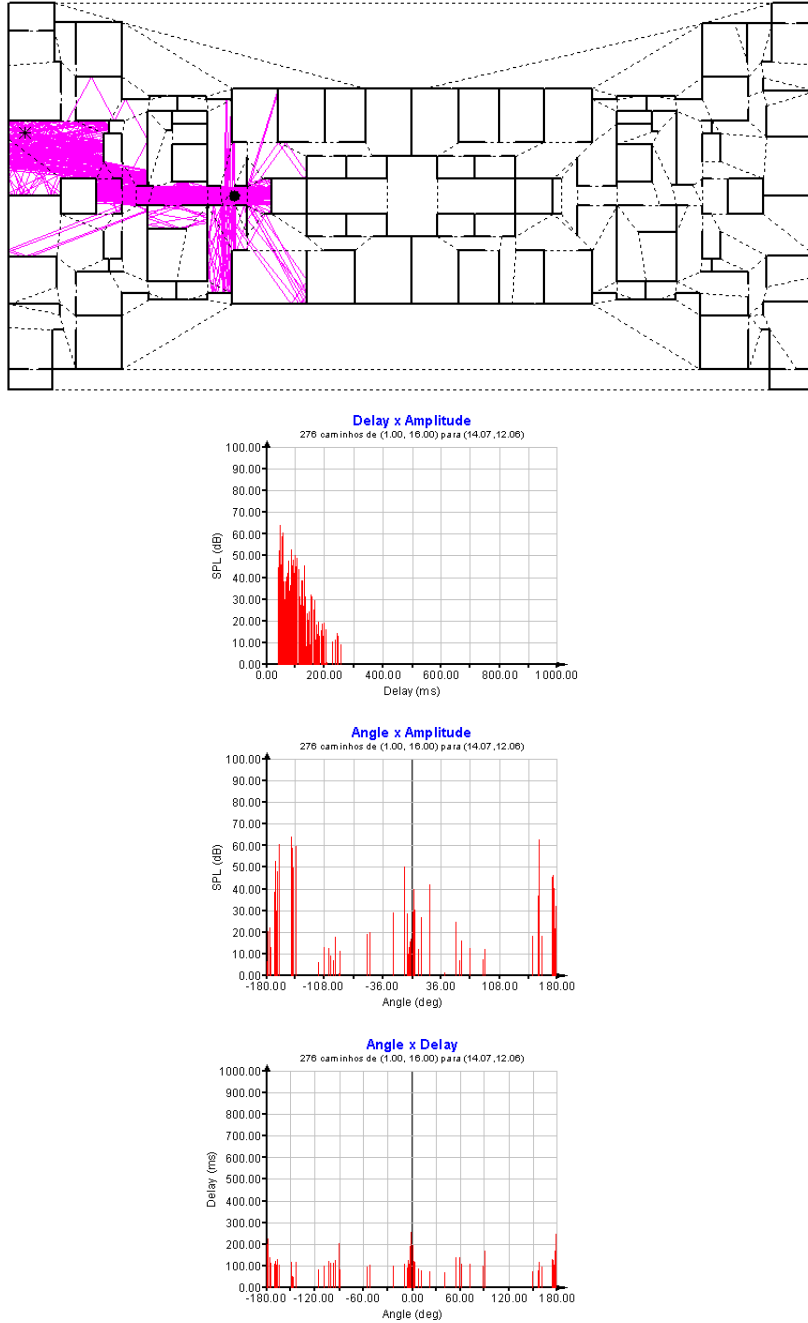 Delay x Amplitude
276 caminhos de (1.00, 16.00) para (14.07,12.06)
100.00
90.00
80.00
70.00
60.00
50.00
40.00
30.00
20.00
10.00
0.00
SPL (dB)
0.00 200.00 400.00 600.00 800.00 1000.00
Delay (ms)
Angle x Amplitude
276 caminhos de (1.00, 16.00) para (14.07,12.06)
100.00
90.00
80.00
70.00
60.00
50.00
40.00
30.00
20.00
10.00
0.00
SPL (dB)
-180.00 -108.00 -36.00 36.00 108.00 180.00
Angle (deg)
Angle x Delay
276 caminhos de (1.00, 16.00) para (14.07,12.06)
1000.00
900.00
800.00
700.00
600.00
500.00
400.00
300.00
200.00
100.00
0.00
Delay (ms)
-180.00 -120.00 -60.00 0.00 60.00 120.00 180.00
Angle (deg)